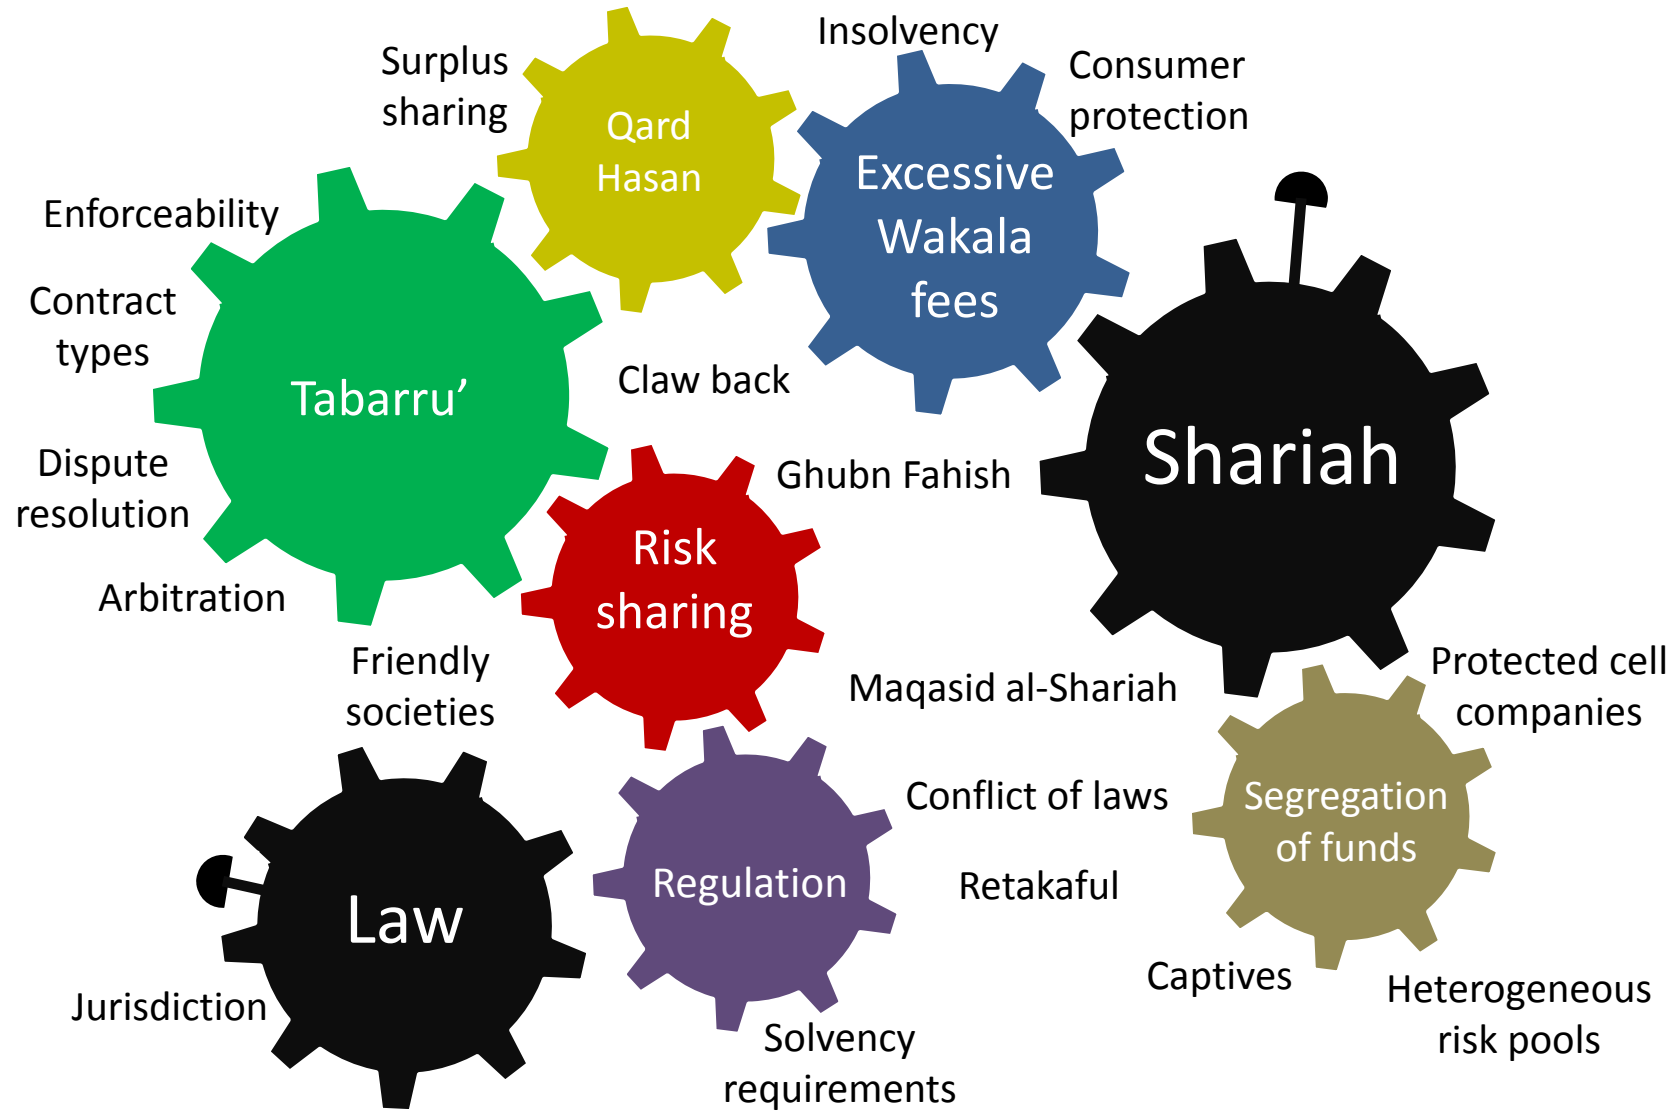 Insolvency
Surplus
sharing
Qard
Hasan
Consumer
protection
Excessive
Wakala
fees
Enforceability
Contract
types
Tabarru’
Claw back
Shariah
Dispute
resolution
Ghubn Fahish
Arbitration
Risk
sharing
Friendly
societies
Maqasid al-Shariah
Protected cell
companies
Conflict of laws
Segregation
of funds
Regulation
Retakaful
Law
Jurisdiction
Captives
Heterogeneous
risk pools
Solvency
requirements